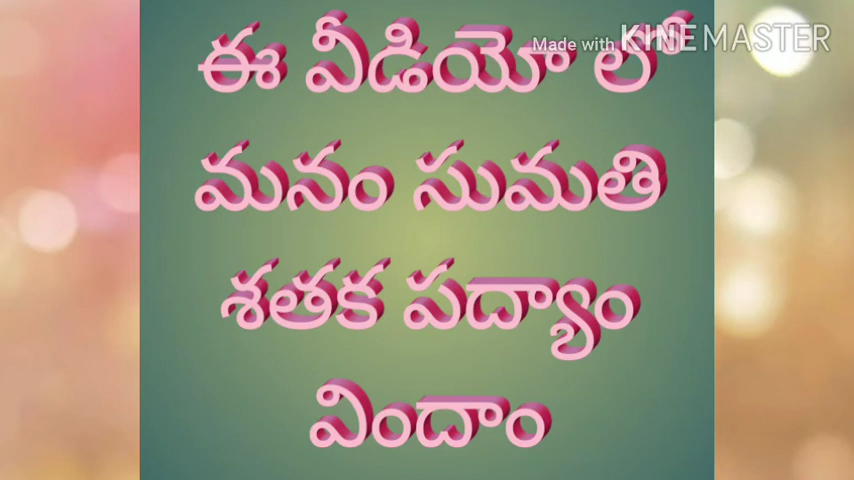 Made with KINEMASTER
ఈ వీడియో లో
మనం సుమతి
శతక పద్యాం
విందాం